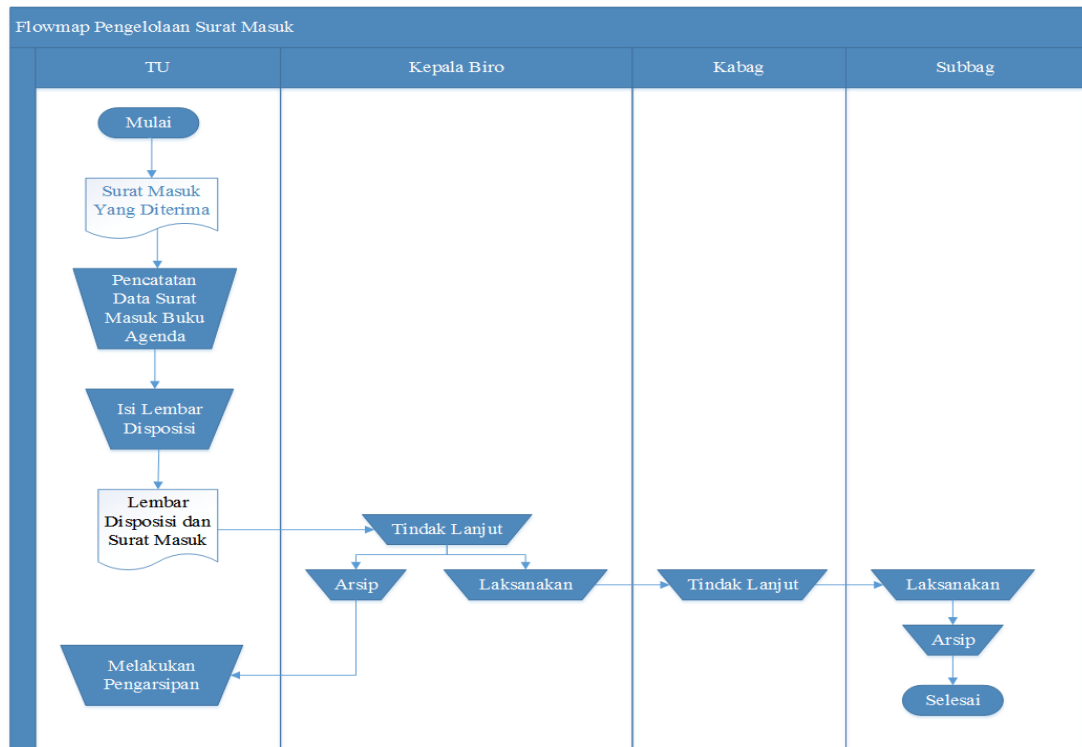 Flowmap Pengelolaan Surat Masuk
TU
Kepala Biro
Kabag
Subbag
Mulai
Surat Masuk
Yang Diterima
Pencatatan
Data Surat
Masuk Buku
Agenda
Isi Lembar
Disposisi
Lembar
Disposisi dan
Surat Masuk
Tindak Lanjut
Arsip
Laksanakan
Tindak Lanjut
Laksanakan
Arsip
Melakukan
Pengarsipan
Selesai